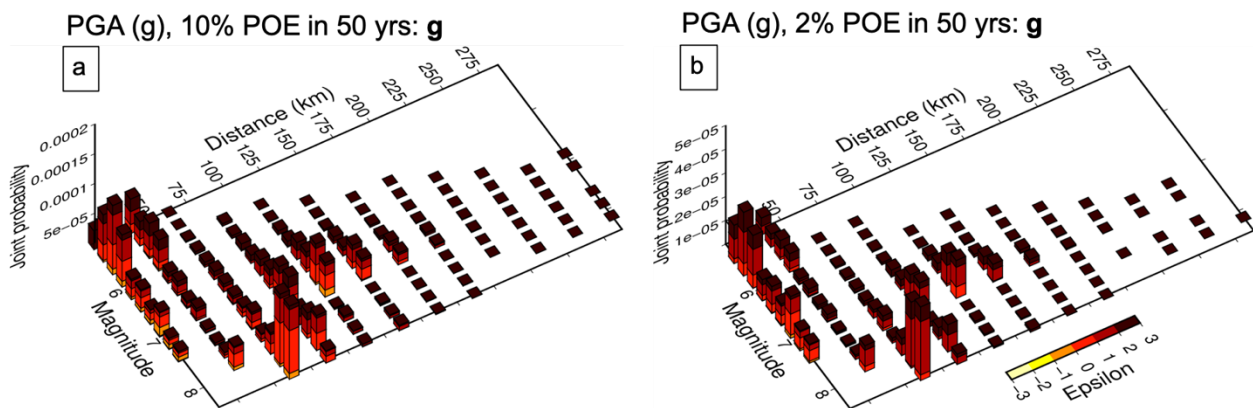 PGA (g), 10% POE in 50 yrs: g
a
Joint probability
0.0002
0.00015
0.0001
5e-05
Distance (km)
75
100
125
150
175
200
225
250
275
Magnitude
6
7
8
PGA (g), 2% POE in 50 yrs: g
b
Joint probability
5e-05
4e-05
3e-05
2e-05
1e-05
Distance (km)
50
75
100
125
150
175
200
225
250
275
Magnitude
6
7
8
-3
-2
-1
0
1
2
3
Epsilon